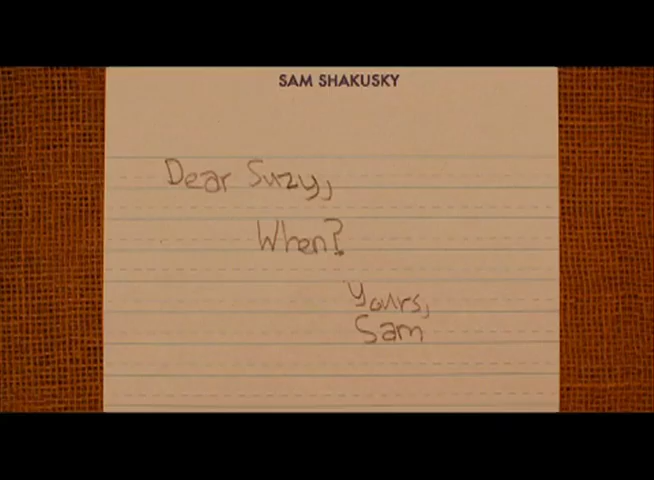 SAM SHAKUSKY
Dear Suzy,
When?
Yours,
Sam